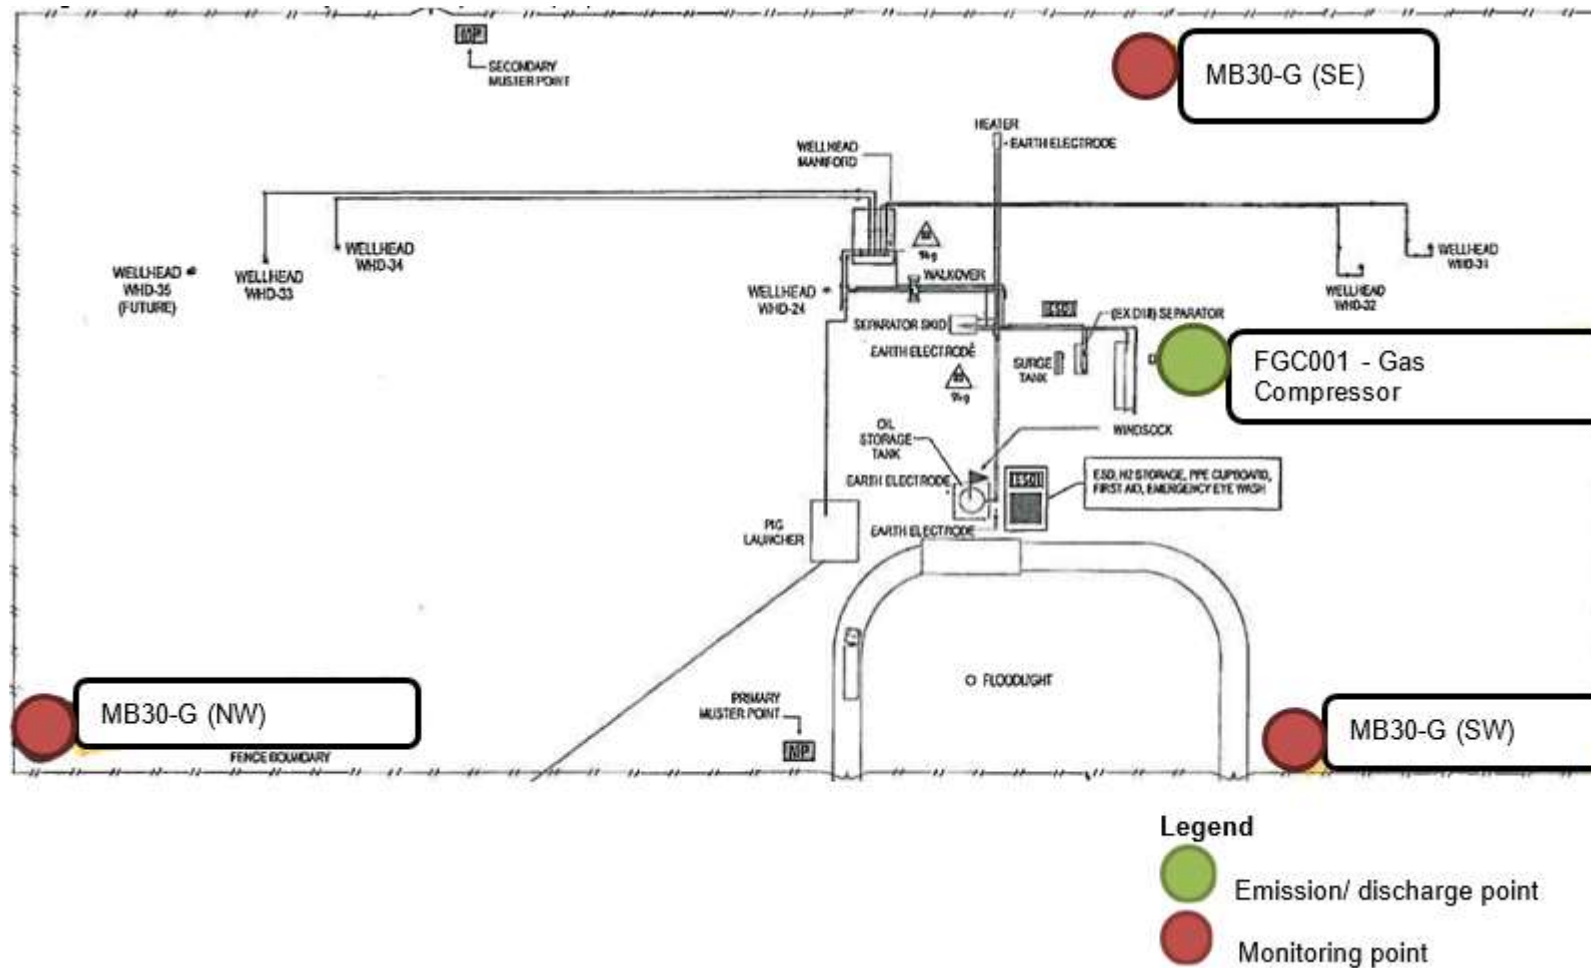 MP
SECONDARY
MUSTER POINT
MB30-G (SE)
HEATER
EARTH ELECTRODE
WELLHEAD
MANIFORD
9kg
WELLHEAD
WHD-35
(FUTURE)
WELLHEAD
WHD-33
WELLHEAD
WHD-34
WALKOVER
WELLHEAD
WHD-24
WELLHEAD
WHD-31
WELLHEAD
WHD-32
SEPARATOR SKID
EARTH ELECTRODE
(EX D18) SEPARATOR
SURGE
TANK
9kg
FGC001 - Gas
Compressor
WINDSOCK
OIL
STORAGE
TANK
EARTH ELECTRODE
ESD, N2 STORAGE, PPE CUPBOARD,
FIRST AID, EMERGENCY EYE WASH
PIG
LAUNCHER
EARTH ELECTRODE
FLOODLIGHT
PRIMARY
MUSTER POINT
MP
MB30-G (NW)
FENCE BOUNDARY
MB30-G (SW)
Legend
Emission/ discharge point
Monitoring point